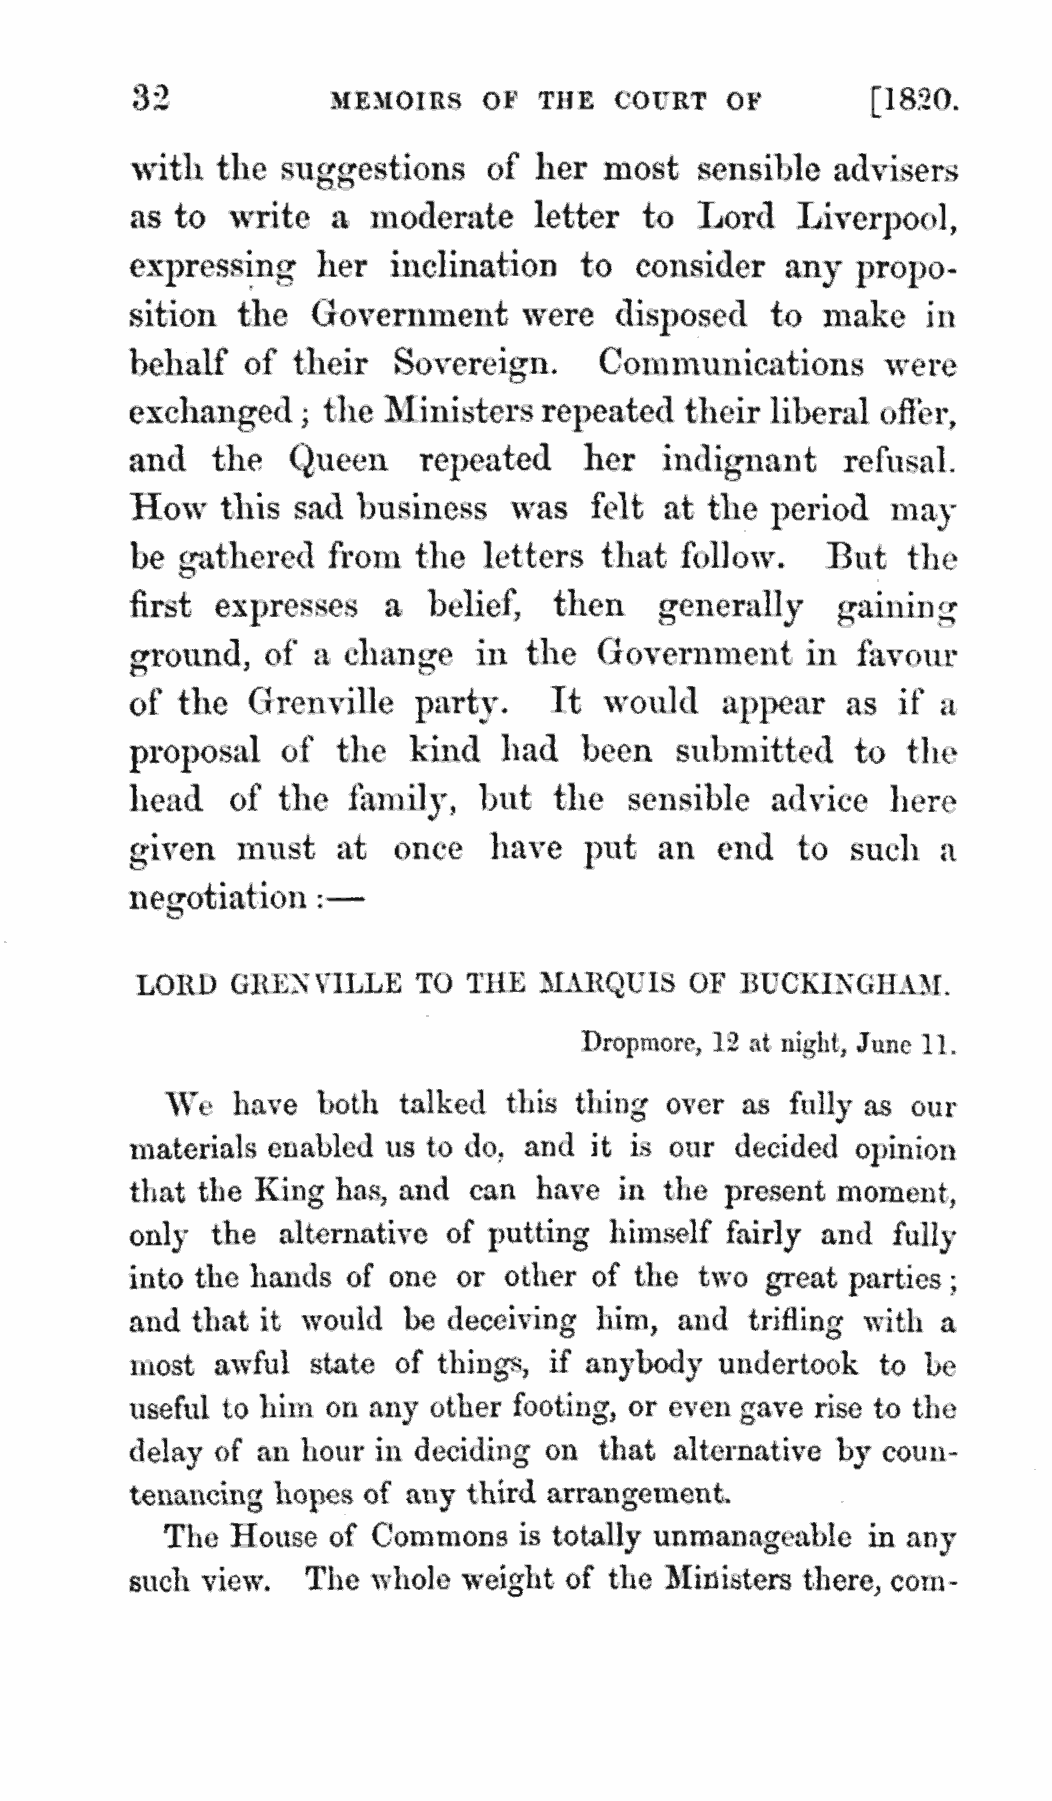 32 MEMOIRS OF THE COURT OF [1820.
with the suggestions of her most sensible advisers
as to write a moderate letter to Lord Liverpool,
expressing her inclination to consider any propo-
sition the Government were disposed to make in
behalf of their Sovereign. Communications were
exchanged; the Ministers repeated their liberal offer,
and the Queen repeated her indignant refusal.
How this sad business was felt at the period may
be gathered from the letters that follow. But the
first expresses a belief, then generally gaining
ground, of a change in the Government in favour
of the Grenville party. It would appear as if a
proposal of the kind had been submitted to the
head of the family, but the sensible advice here
given must at once have put an end to such a
negotiation:—
LORD GRENVILLE TO THE MARQUIS OF BUCKINGHAM.
Dropmore, 12 at night, June 11.
We have both talked this thing over as fully as our
materials enabled us to do, and it is our decided opinion
that the King has, and can have in the present moment,
only the alternative of putting himself fairly and fully
into the hands of one or other of the two great parties;
and that it would be deceiving him, and trifling with a
most awful state of things, if anybody undertook to be
useful to him on any other footing, or even gave rise to the
delay of an hour in deciding on that alternative by coun-
tenancing hopes of any third arrangement.
The House of Commons is totally unmanageable in any
such view. The whole weight of the Ministers there, com-